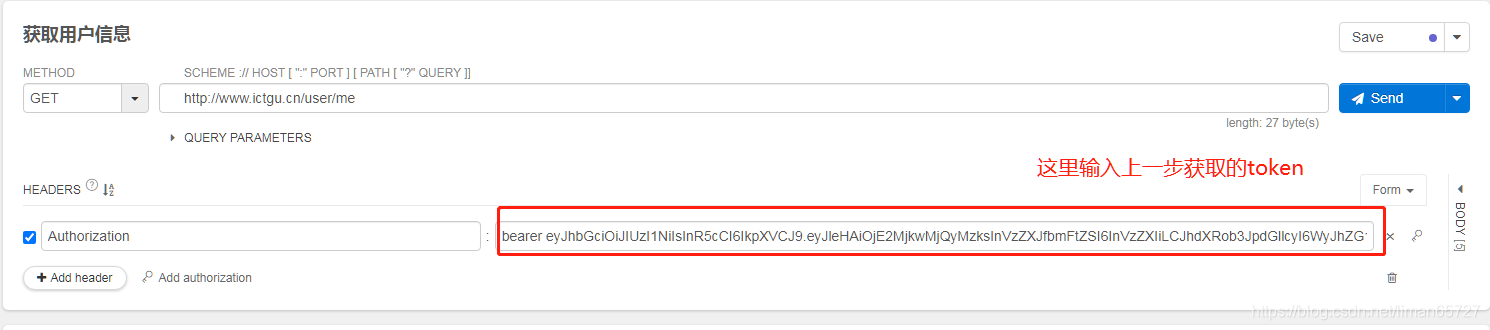 获取用户信息
Save
METHOD
SCHEME :// HOST [ ":" PORT ] [ PATH [ "?" QUERY ]]
GET
http://www.ictgu.cn/user/me
Send
length: 27 byte(s)
QUERY PARAMETERS
这里输入上一步获取的token
HEADERS ?
Form
Authorization : bearer eyJhbGciOiJIUzI1NiIsInR5cCI6IkpXVCJ9.eyJleHAiOjE2MjkwMjQyMzksInVzZXJfbmFtZSI6InVzZXIiLCJhdXRob3JpdGllcyI6WyJhZG
BODY [5]
+ Add header
Add authorization
https://blog.csdn.net/liman65727